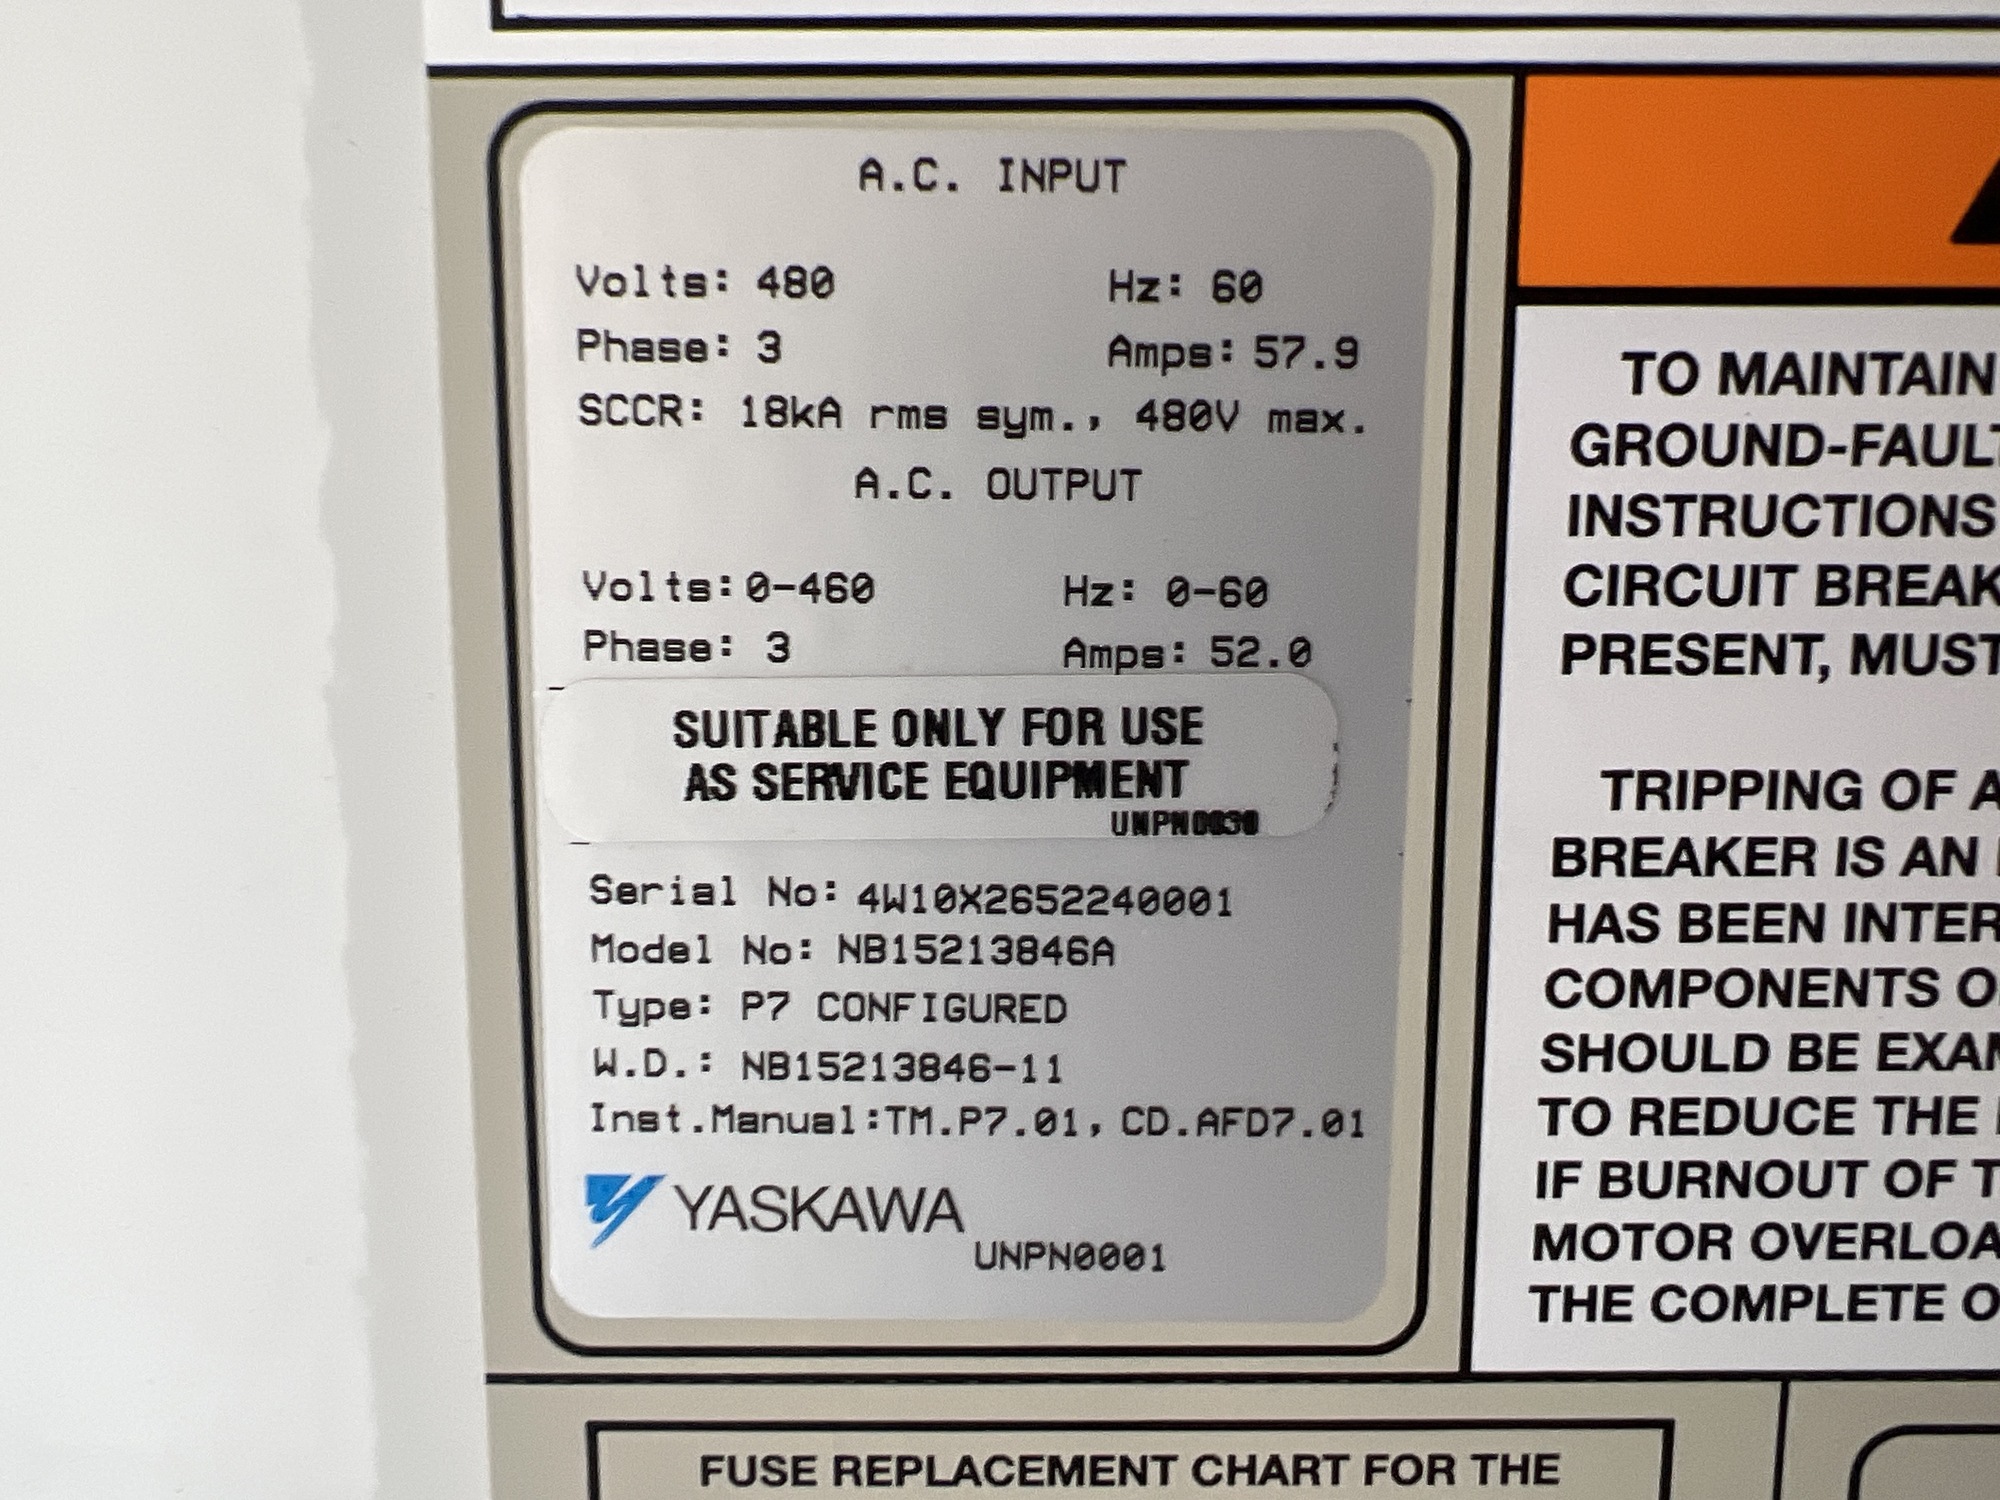 A.C. INPUT
Volts: 480 Hz: 60
Phase: 3 Amps: 57.9
SCCR: 18kA rms sym., 480V max.
A.C. OUTPUT
Volts:0-460 Hz: 0-60
Phase: 3 Amps: 52.0
SUITABLE ONLY FOR USE
AS SERVICE EQUIPMENT
UNPN0030
Serial No: 4W10X2652240001
Model No: NB15213846A
Type: P7 CONFIGURED
W.D.: NB15213846-11
Inst.Manual:TM.P7.01, CD.AFD7.01
YASKAWA
UNPN0001
TO MAINTAIN
GROUND-FAULT
INSTRUCTIONS
CIRCUIT BREAK
PRESENT, MUST
TRIPPING OF A
BREAKER IS AN
HAS BEEN INTER
COMPONENTS O
SHOULD BE EXAM
TO REDUCE THE
IF BURNOUT OF T
MOTOR OVERLOA
THE COMPLETE O
FUSE REPLACEMENT CHART FOR THE